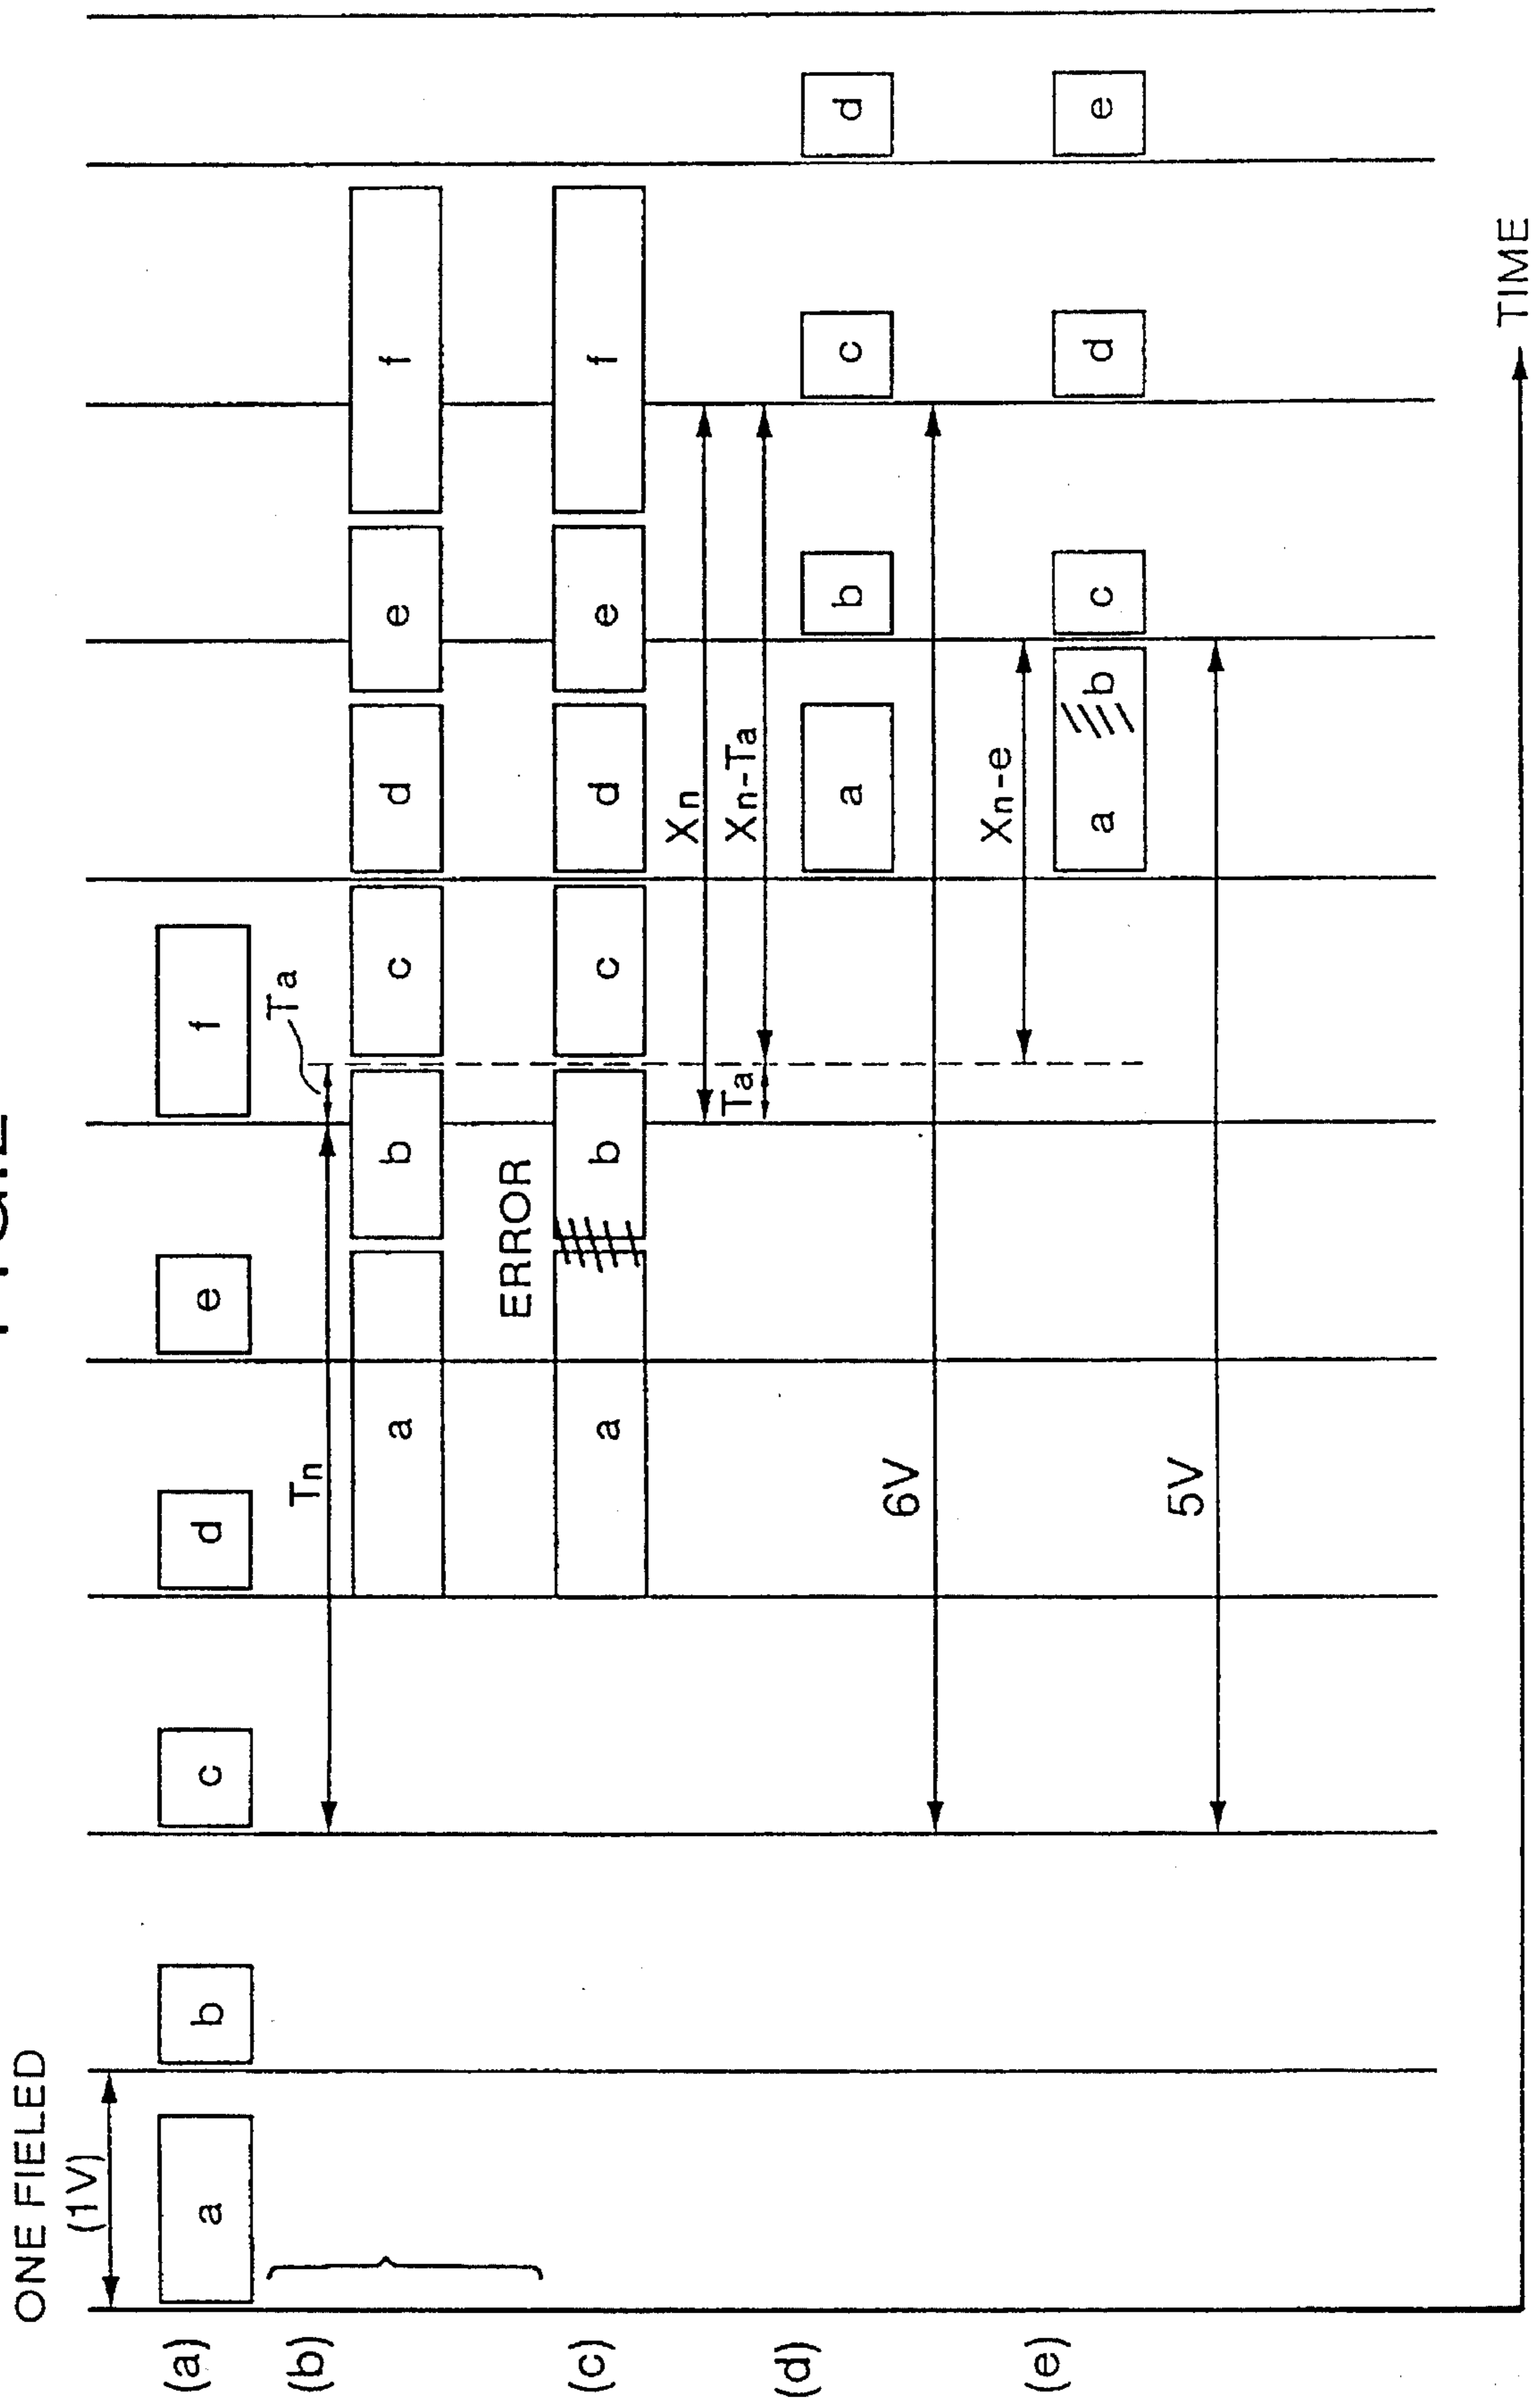 ONE FIELED
(1V)
(a)
a
b
c
d
e
f
(b)
Tn
Ta
a
b
c
d
e
f
ERROR
(c)
a
b
c
d
e
f
Xn
Ta
Xn-Ta
(d)
a
b
c
d
6V
Xn-e
(e)
a
b
c
d
e
5V
TIME